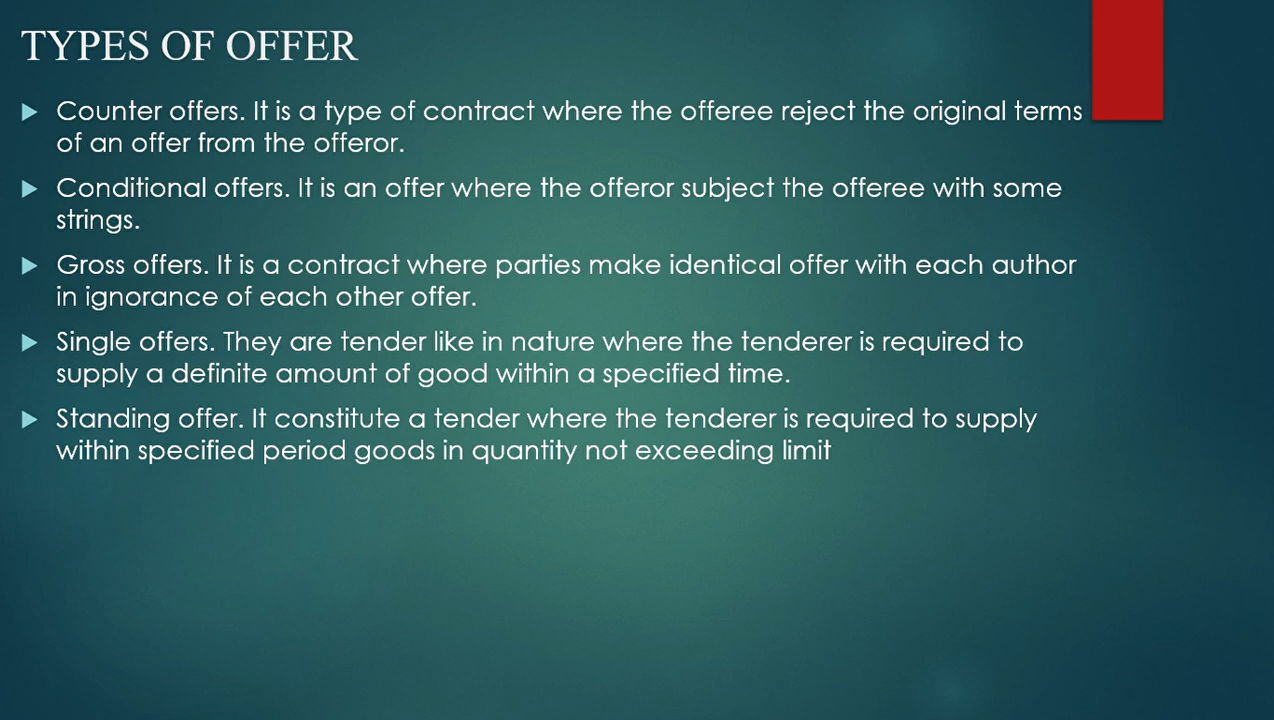 TYPES OF OFFER
Counter offers. It is a type of contract where the offeree reject the original terms
of an offer from the offeror.
Conditional offers. It is an offer where the offeror subject the offeree with some
strings.
Gross offers. It is a contract where parties make identical offer with each author
in ignorance of each other offer.
Single offers. They are tender like in nature where the tenderer is required to
supply a definite amount of good within a specified time.
Standing offer. It constitute a tender where the tenderer is required to supply
within specified period goods in quantity not exceeding limit